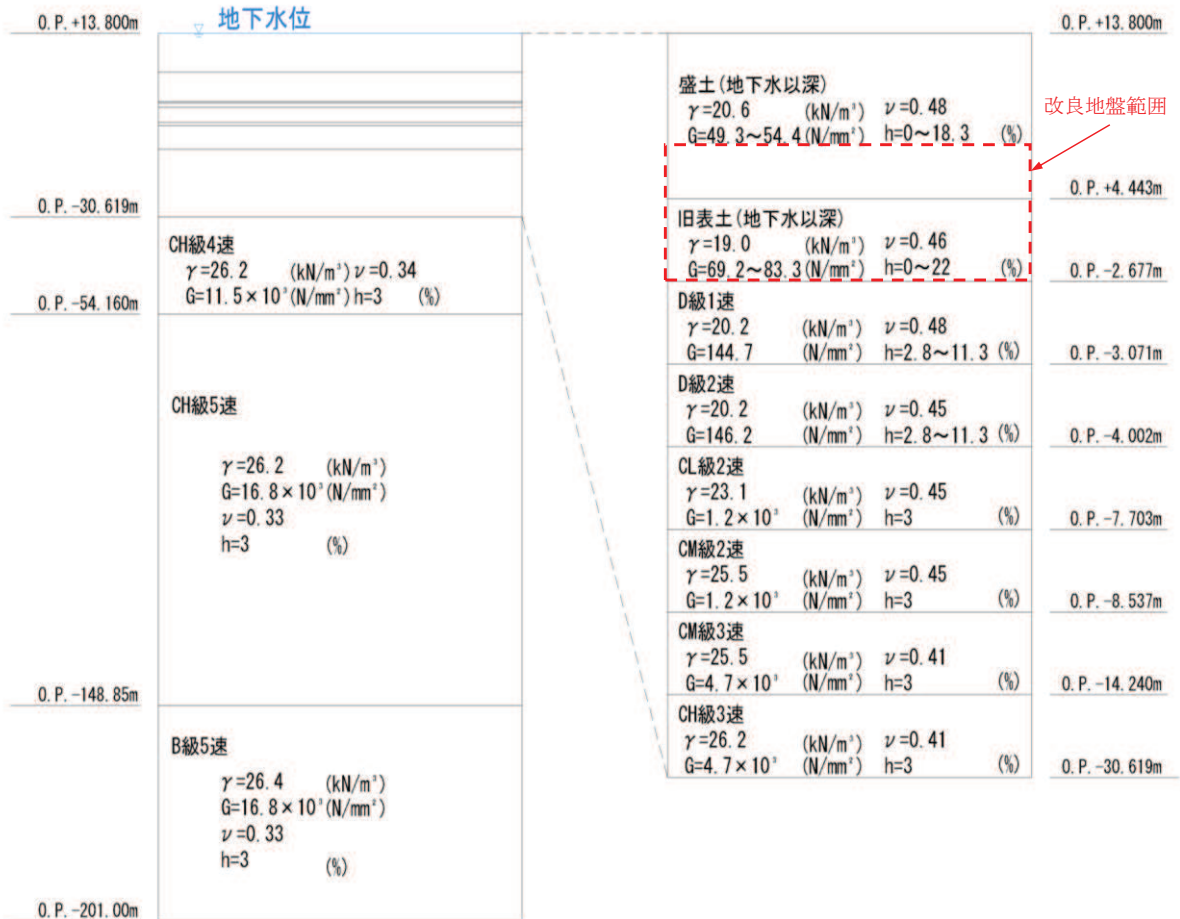 O.P.+13.800m
地下水位
O.P.-30.619m
CH級4速
γ=26.2 (kN/m³) ν=0.34
G=11.5×10³(N/mm²) h=3 (%)
O.P.-54.160m
CH級5速
γ=26.2 (kN/m³)
G=16.8×10³(N/mm²)
ν=0.33
h=3 (%)
O.P.-148.85m
B級5速
γ=26.4 (kN/m³)
G=16.8×10³(N/mm²)
ν=0.33
h=3 (%)
O.P.-201.00m
O.P.+13.800m
盛土(地下水以深)
γ=20.6 (kN/m³) ν=0.48
G=49.3~54.4(N/mm²) h=0~18.3 (%)
改良地盤範囲
O.P.+4.443m
旧表土(地下水以深)
γ=19.0 (kN/m³) ν=0.46
G=69.2~83.3(N/mm²) h=0~22 (%)
O.P.-2.677m
D級1速
γ=20.2 (kN/m³) ν=0.48
G=144.7 (N/mm²) h=2.8~11.3 (%)
O.P.-3.071m
D級2速
γ=20.2 (kN/m³) ν=0.45
G=146.2 (N/mm²) h=2.8~11.3 (%)
O.P.-4.002m
CL級2速
γ=23.1 (kN/m³) ν=0.45
G=1.2×10³ (N/mm²) h=3 (%)
O.P.-7.703m
CM級2速
γ=25.5 (kN/m³) ν=0.45
G=1.2×10³ (N/mm²) h=3 (%)
O.P.-8.537m
CM級3速
γ=25.5 (kN/m³) ν=0.41
G=4.7×10³ (N/mm²) h=3 (%)
O.P.-14.240m
CH級3速
γ=26.2 (kN/m³) ν=0.41
G=4.7×10³ (N/mm²) h=3 (%)
O.P.-30.619m